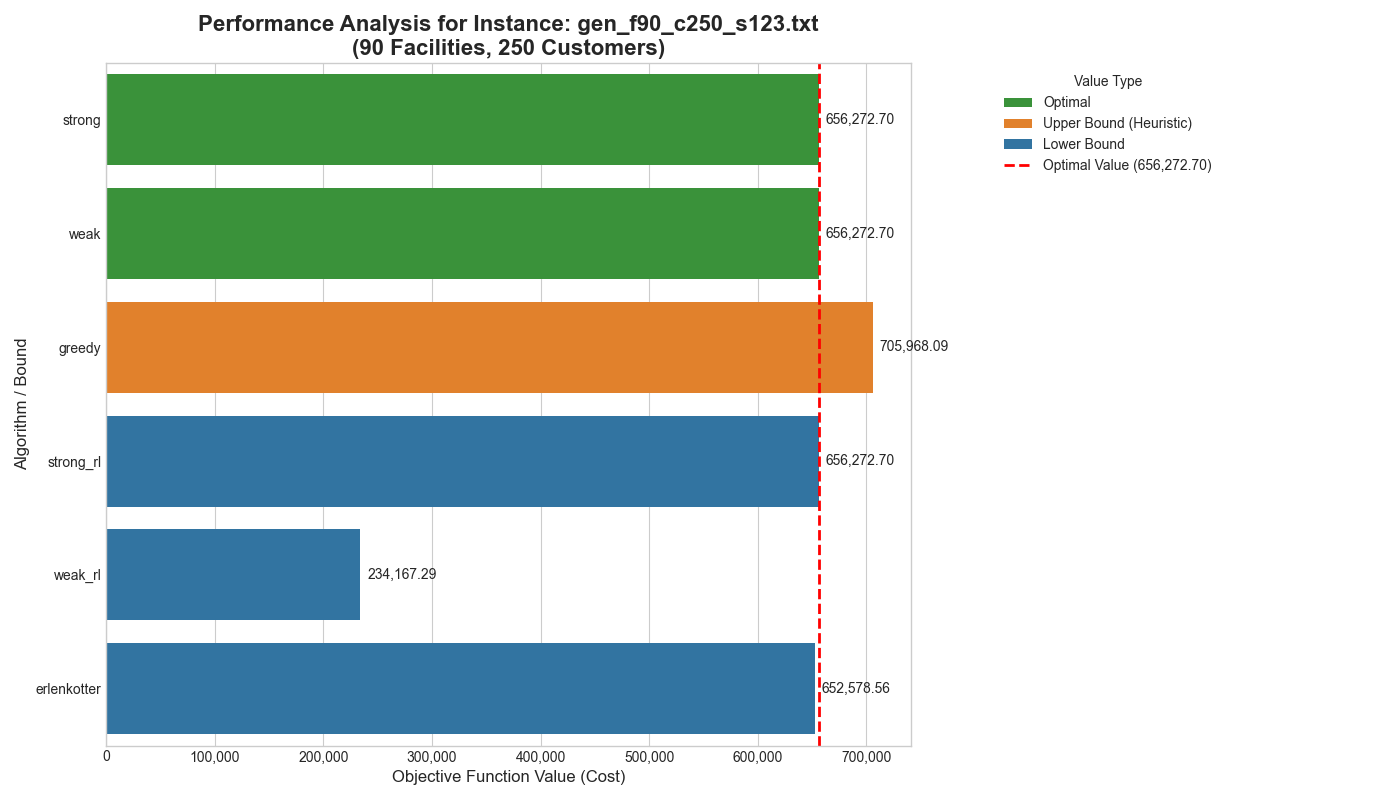 Performance Analysis for Instance: gen_f90_c250_s123.txt
(90 Facilities, 250 Customers)
Value Type
Optimal
Upper Bound (Heuristic)
Lower Bound
Optimal Value (656,272.70)
Algorithm / Bound
strong
656,272.70
weak
656,272.70
greedy
705,968.09
strong_rl
656,272.70
weak_rl
234,167.29
erlenkotter
652,578.56
0
100,000
200,000
300,000
400,000
500,000
600,000
700,000
Objective Function Value (Cost)